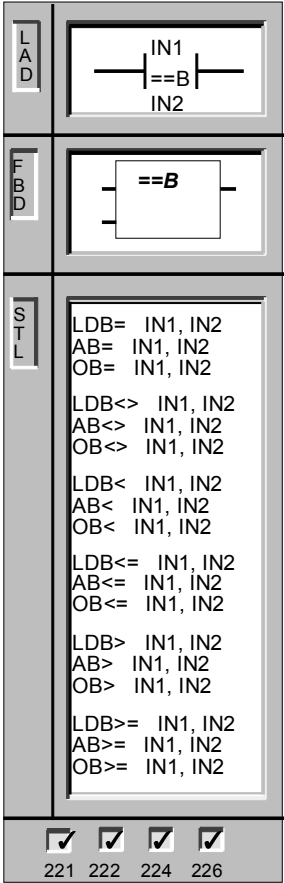 LAD
IN1
==B
IN2
FBD
==B
STL
LDB= IN1, IN2
AB= IN1, IN2
OB= IN1, IN2
LDB<> IN1, IN2
AB<> IN1, IN2
OB<> IN1, IN2
LDB< IN1, IN2
AB< IN1, IN2
OB< IN1, IN2
LDB<= IN1, IN2
AB<= IN1, IN2
OB<= IN1, IN2
LDB> IN1, IN2
AB> IN1, IN2
OB> IN1, IN2
LDB>= IN1, IN2
AB>= IN1, IN2
OB>= IN1, IN2
221 222 224 226